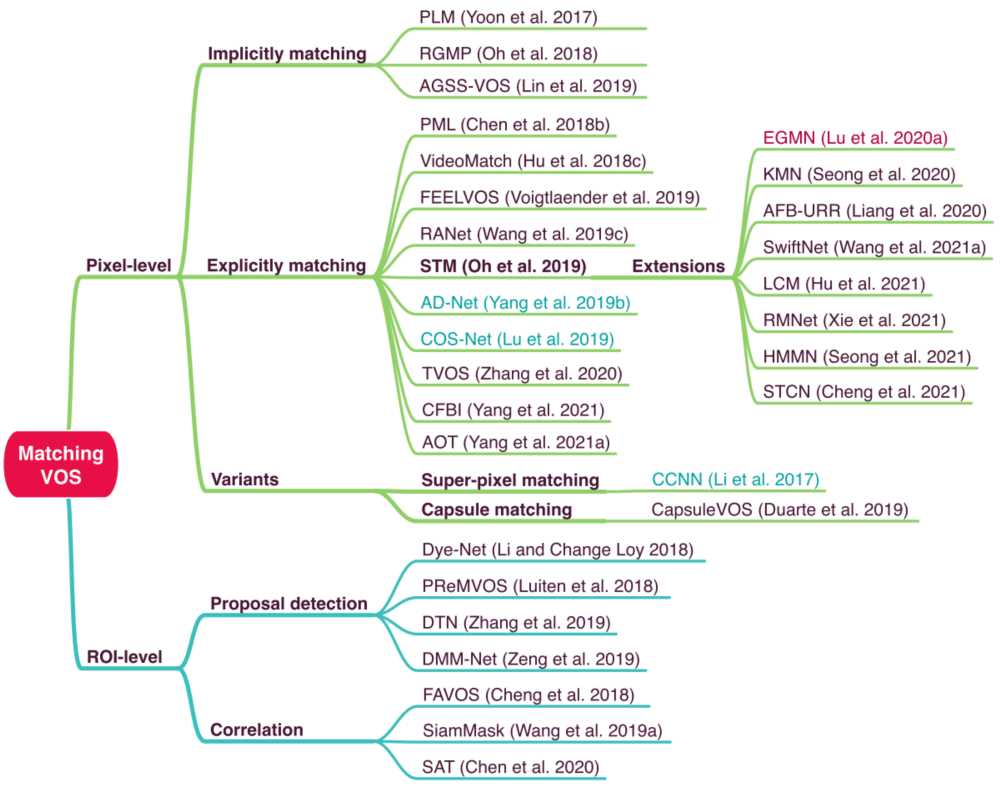 Matching
VOS
Pixel-level
Implicitly matching
PLM (Yoon et al. 2017)
RGMP (Oh et al. 2018)
AGSS-VOS (Lin et al. 2019)
Explicitly matching
PML (Chen et al. 2018b)
VideoMatch (Hu et al. 2018c)
FEELVOS (Voigtlaender et al. 2019)
RANet (Wang et al. 2019c)
STM (Oh et al. 2019)
Extensions
EGMN (Lu et al. 2020a)
KMN (Seong et al. 2020)
AFB-URR (Liang et al. 2020)
SwiftNet (Wang et al. 2021a)
LCM (Hu et al. 2021)
RMNet (Xie et al. 2021)
HMMN (Seong et al. 2021)
STCN (Cheng et al. 2021)
AD-Net (Yang et al. 2019b)
COS-Net (Lu et al. 2019)
TVOS (Zhang et al. 2020)
CFBI (Yang et al. 2021)
AOT (Yang et al. 2021a)
Variants
Super-pixel matching
CCNN (Li et al. 2017)
Capsule matching
CapsuleVOS (Duarte et al. 2019)
ROI-level
Proposal detection
Dye-Net (Li and Change Loy 2018)
PReMVOS (Luiten et al. 2018)
DTN (Zhang et al. 2019)
DMM-Net (Zeng et al. 2019)
Correlation
FAVOS (Cheng et al. 2018)
SiamMask (Wang et al. 2019a)
SAT (Chen et al. 2020)